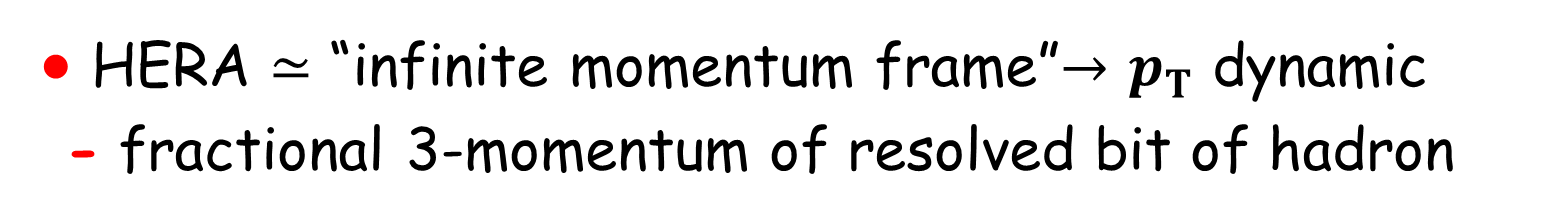 • HERA ≃ “infinite momentum frame”→ 𝒑𝐓 dynamic
- fractional 3-momentum of resolved bit of hadron